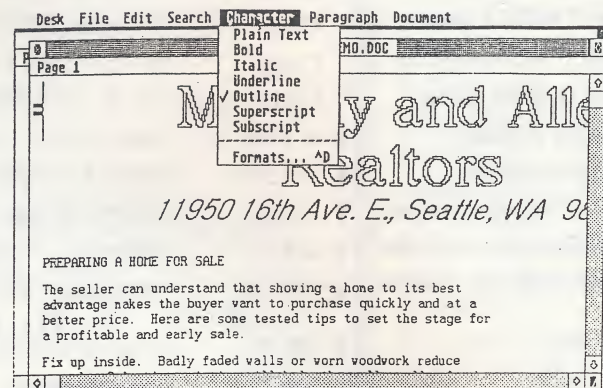 Desk File Edit Search Character Paragraph Document
EMO.DOC
Page 1
Plain Text
Bold
Italic
Underline
✓ Outline
Superscript
Subscript
Formats... ^D
M y and Alle
Realtors
11950 16th Ave. E., Seattle, WA 98
PREPARING A HOME FOR SALE
The seller can understand that showing a home to its best
advantage makes the buyer want to purchase quickly and at a
better price. Here are some tested tips to set the stage for
a profitable and early sale.
Fix up inside. Badly faded walls or worn woodwork reduce